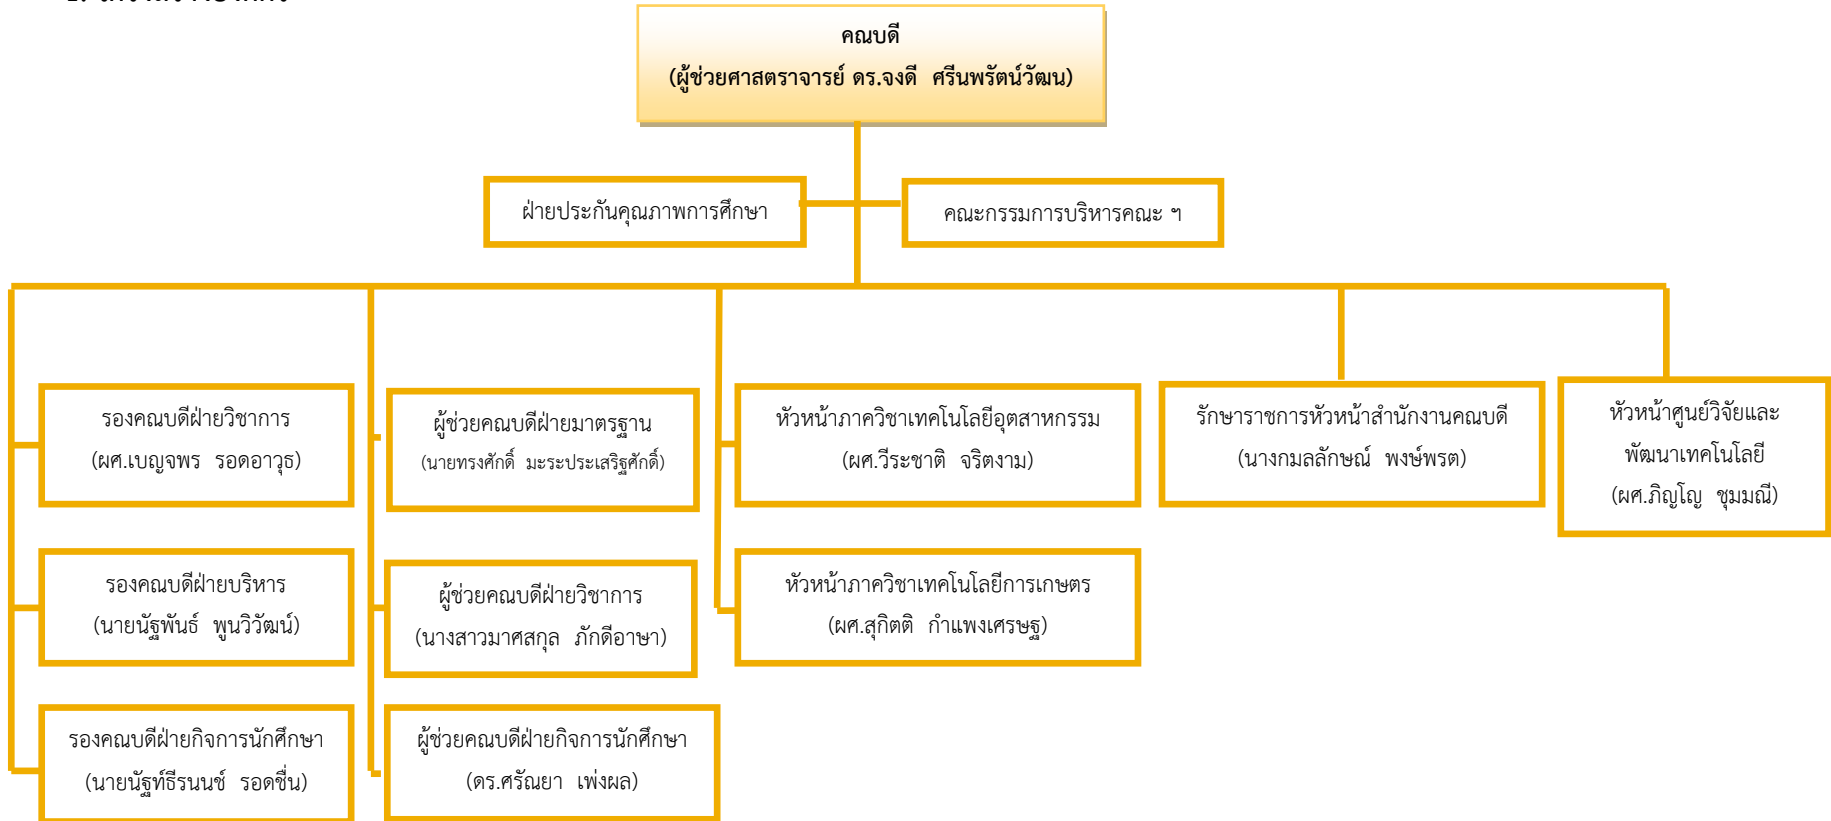 คณบดี
(ผู้ช่วยศาสตราจารย์ ดร.จงดี  ศรีนพรัตน์วัฒน)
ฝ่ายประกันคุณภาพการศึกษา
คณะกรรมการบริหารคณะ ฯ
รองคณบดีฝ่ายวิชาการ
(ผศ.เบญจพร  รอดอาวุธ)
รองคณบดีฝ่ายบริหาร
(นายนัฐพันธ์  พูนวิวัฒน์)
รองคณบดีฝ่ายกิจการนักศึกษา
(นายนัฐท์ธีรนนช์  รอดชื่น)
ผู้ช่วยคณบดีฝ่ายมาตรฐาน
(นายทรงศักดิ์  มะระประเสริฐศักดิ์)
ผู้ช่วยคณบดีฝ่ายวิชาการ
(นางสาวมาศสกุล  ภักดีอาษา)
ผู้ช่วยคณบดีฝ่ายกิจการนักศึกษา
(ดร.ศรัณยา  เพ่งผล)
หัวหน้าภาควิชาเทคโนโลยีอุตสาหกรรม
(ผศ.วีระชาติ  จริตงาม)
หัวหน้าภาควิชาเทคโนโลยีการเกษตร
(ผศ.สุกิตติ  กำแพงเศรษฐ)
รักษาราชการหัวหน้าสำนักงานคณบดี
(นางกมลลักษณ์  พงษ์พรต)
หัวหน้าศูนย์วิจัยและ
พัฒนาเทคโนโลยี
(ผศ.ภิญโญ  ชุมมณี)